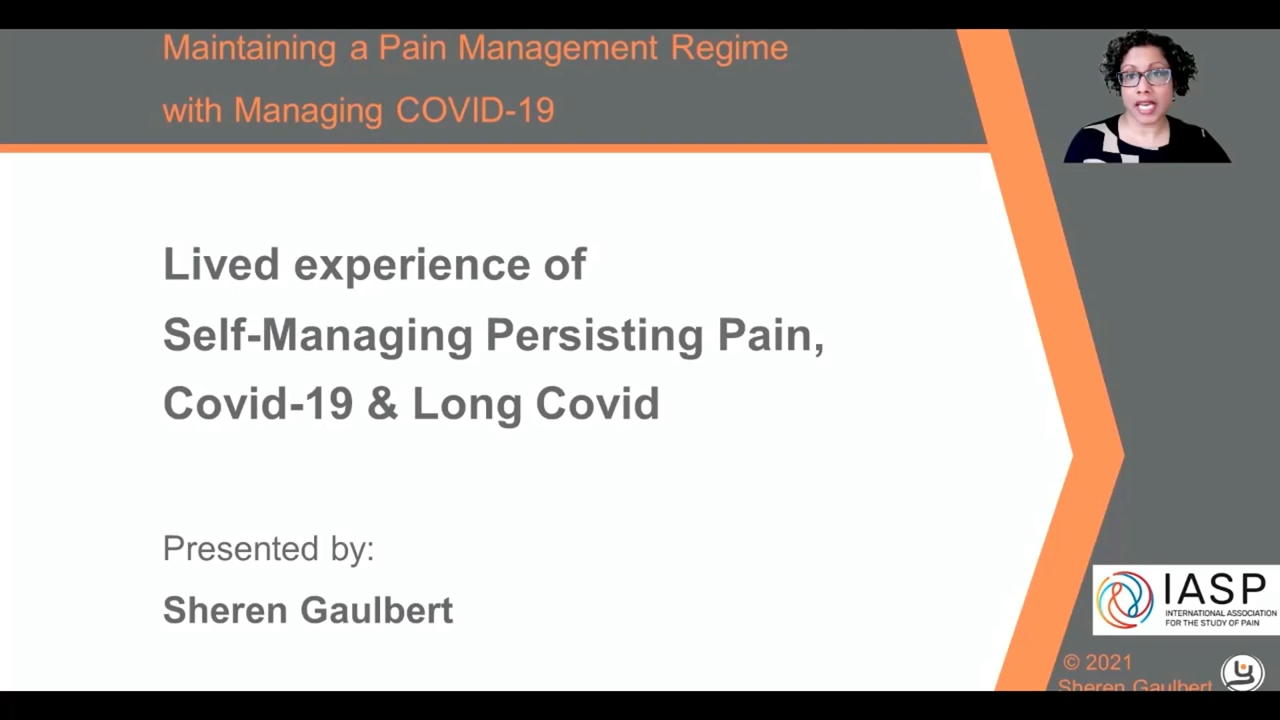 Maintaining a Pain Management Regime
with Managing COVID-19
Lived experience of
Self-Managing Persisting Pain,
Covid-19 & Long Covid
Presented by:
Sheren Gaulbert
IASP
INTERNATIONAL ASSOCIATION
FOR THE STUDY OF PAIN
© 2021
Sheren Gaulbert